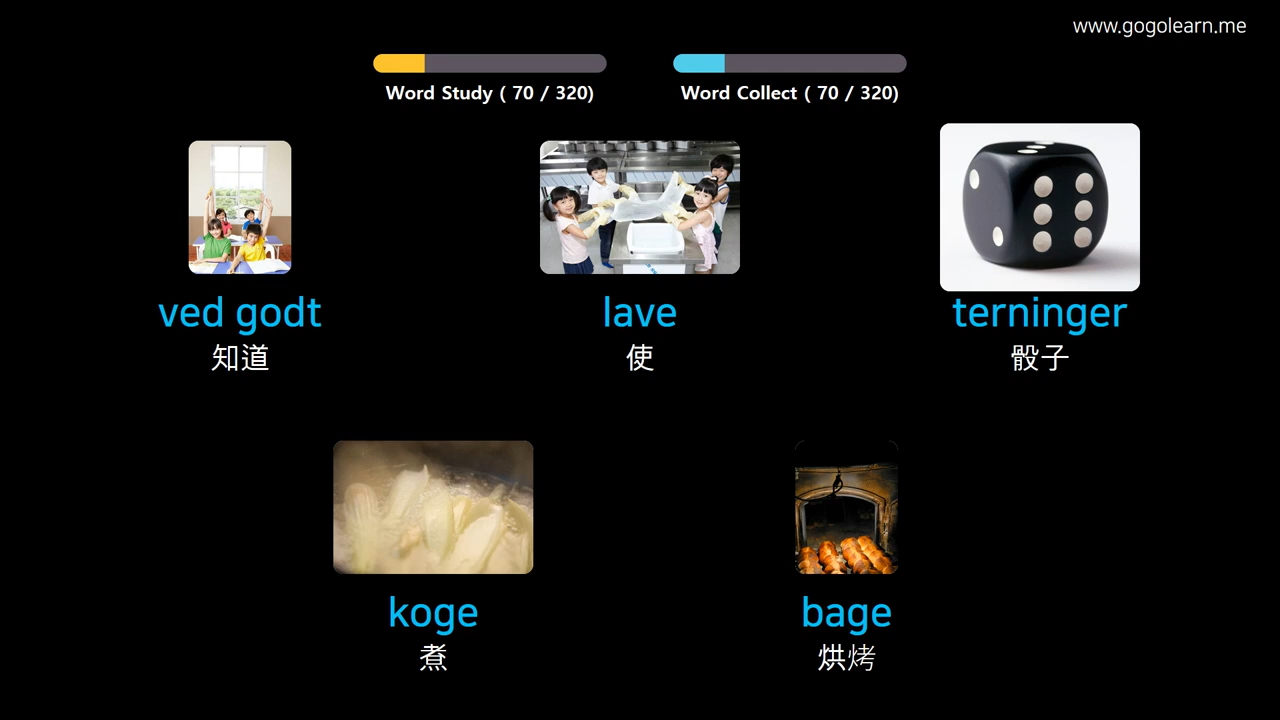 www.gogolearn.me
Word Study ( 70 / 320)
Word Collect ( 70 / 320)
ved godt
知道
lave
使
terninger
骰子
koge
煮
bage
烘烤